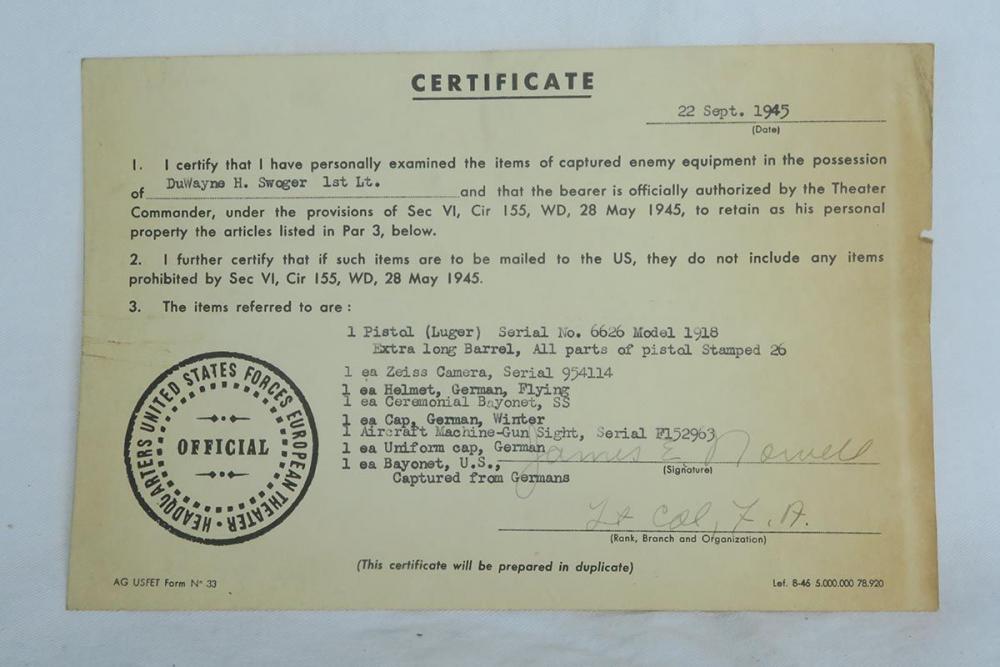 CERTIFICATE
22 Sept. 1945
(Date)
1. I certify that I have personally examined the items of captured enemy equipment in the possession
of DuWayne H. Swoger 1st Lt. and that the bearer is officially authorized by the Theater
Commander, under the provisions of Sec VI, Cir 155, WD, 28 May 1945, to retain as his personal
property the articles listed in Par 3, below.
2. I further certify that if such items are to be mailed to the US, they do not include any items
prohibited by Sec VI, Cir 155, WD, 28 May 1945.
3. The items referred to are :
1 Pistol (Luger) Serial No. 6626 Model 1918
Extra long Barrel, All parts of pistol Stamped 26
1 ea Zeiss Camera, Serial 954114
1 ea Helmet, German, Flying
1 ea Ceremonial Bayonet, SS
1 ea Cap, German, Winter
1 Aircraft Machine-Gun Sight, Serial F152963
1 ea Uniform cap, German
1 ea Bayonet, U.S.,
Captured from Germans
James E Nowell
(Signature)
Lt Col, F.A.
(Rank, Branch and Organization)
HEADQUARTERS UNITED STATES FORCES EUROPEAN THEATER •
OFFICIAL
(This certificate will be prepared in duplicate)
AG USFET Form N° 33
Lef. 8-46 5.000.000 78.920